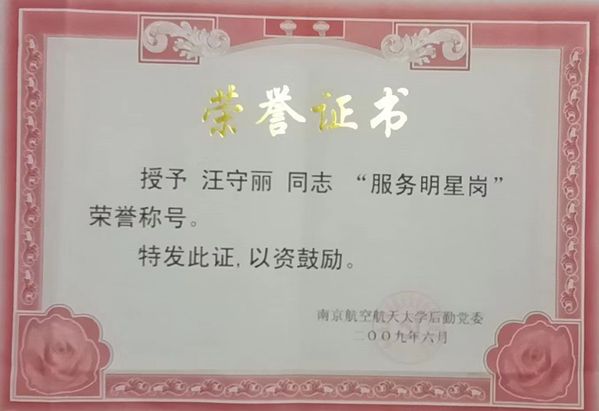 荣誉证书
授予 汪守丽 同志 “服务明星岗”
荣誉称号。
特发此证,以资鼓励。
南京航空航天大学后勤党委
二〇〇九年六月